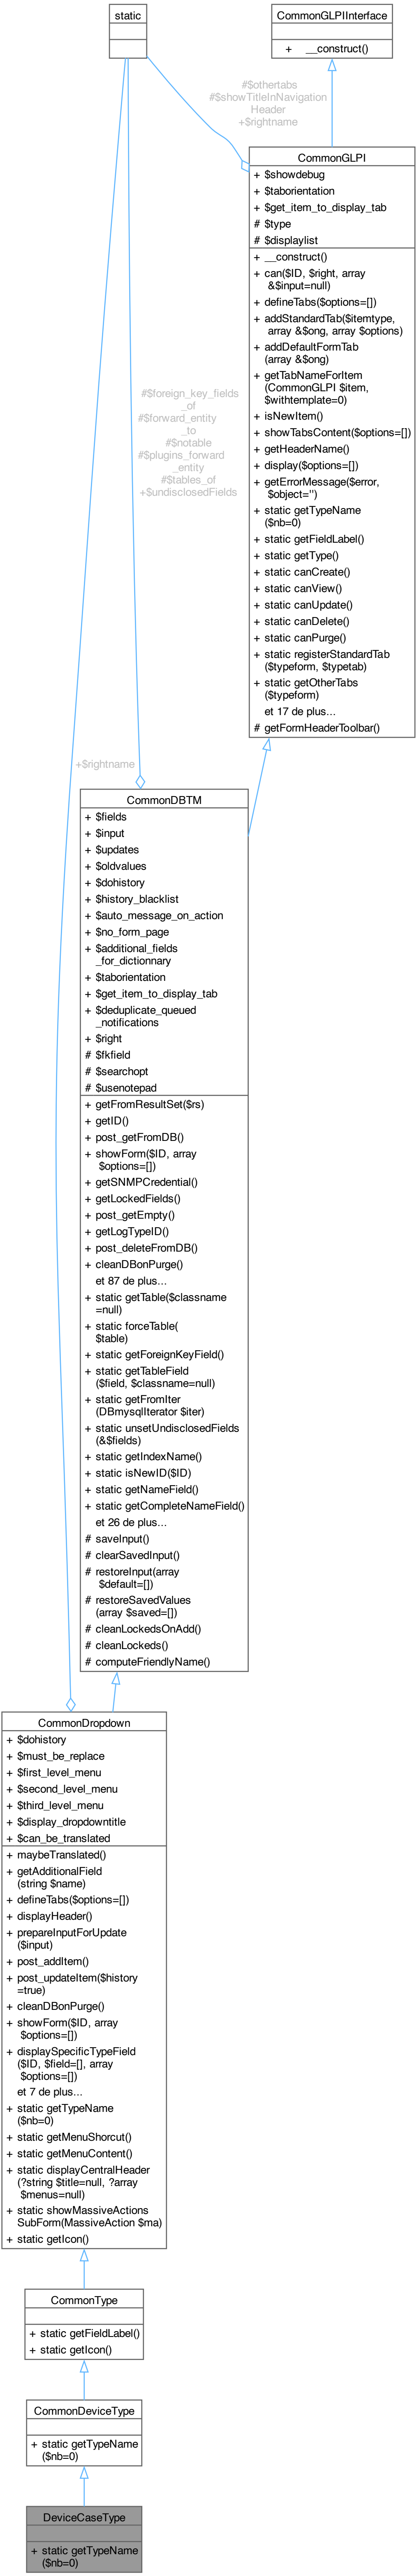 static
CommonGLPIInterface
+ __construct()
#$othertabs
#$showTitleInNavigation
Header
+$rightname
CommonGLPI
+ $showdebug
+ $taborientation
+ $get_item_to_display_tab
# $type
# $displaylist
+ __construct()
+ can($ID, $right, array
&$input=null)
+ defineTabs($options=[])
+ addStandardTab($itemtype,
array &$ong, array $options)
+ addDefaultFormTab
(array &$ong)
+ getTabNameForItem
(CommonGLPI $item,
$withtemplate=0)
+ isNewItem()
+ showTabsContent($options=[])
+ getHeaderName()
+ display($options=[])
+ getErrorMessage($error,
$object='')
+ static getTypeName
($nb=0)
+ static getFieldLabel()
+ static getType()
+ static canCreate()
+ static canView()
+ static canUpdate()
+ static canDelete()
+ static canPurge()
+ static registerStandardTab
($typeform, $typetab)
+ static getOtherTabs
($typeform)
et 17 de plus...
# getFormHeaderToolbar()
#$foreign_key_fields
_of
#$forward_entity
_to
#$notable
#$plugins_forward
_entity
#$tables_of
+$undisclosedFields
+$rightname
CommonDBTM
+ $fields
+ $input
+ $updates
+ $oldvalues
+ $dohistory
+ $history_blacklist
+ $auto_message_on_action
+ $no_form_page
+ $additional_fields
_for_dictionnary
+ $taborientation
+ $get_item_to_display_tab
+ $deduplicate_queued
_notifications
+ $right
# $fkfield
# $searchopt
# $usenotepad
+ getFromResultSet($rs)
+ getID()
+ post_getFromDB()
+ showForm($ID, array
$options=[])
+ getSNMPCredential()
+ getLockedFields()
+ post_getEmpty()
+ getLogTypeID()
+ post_deleteFromDB()
+ cleanDBonPurge()
et 87 de plus...
+ static getTable($classname
=null)
+ static forceTable(
$table)
+ static getForeignKeyField()
+ static getTableField
($field, $classname=null)
+ static getFromIter
(DBmysqlIterator $iter)
+ static unsetUndisclosedFields
(&$fields)
+ static getIndexName()
+ static isNewID($ID)
+ static getNameField()
+ static getCompleteNameField()
et 26 de plus...
# saveInput()
# clearSavedInput()
# restoreInput(array
$default=[])
# restoreSavedValues
(array $saved=[])
# cleanLockedsOnAdd()
# cleanLockeds()
# computeFriendlyName()
CommonDropdown
+ $dohistory
+ $must_be_replace
+ $first_level_menu
+ $second_level_menu
+ $third_level_menu
+ $display_dropdowntitle
+ $can_be_translated
+ maybeTranslated()
+ getAdditionalField
(string $name)
+ defineTabs($options=[])
+ displayHeader()
+ prepareInputForUpdate
($input)
+ post_addItem()
+ post_updateItem($history
=true)
+ cleanDBonPurge()
+ showForm($ID, array
$options=[])
+ displaySpecificTypeField
($ID, $field=[], array
$options=[])
et 7 de plus...
+ static getTypeName
($nb=0)
+ static getMenuShorcut()
+ static getMenuContent()
+ static displayCentralHeader
(?string $title=null, ?array
$menus=null)
+ static showMassiveActions
SubForm(MassiveAction $ma)
+ static getIcon()
CommonType
+ static getFieldLabel()
+ static getIcon()
CommonDeviceType
+ static getTypeName
($nb=0)
DeviceCaseType
+ static getTypeName
($nb=0)